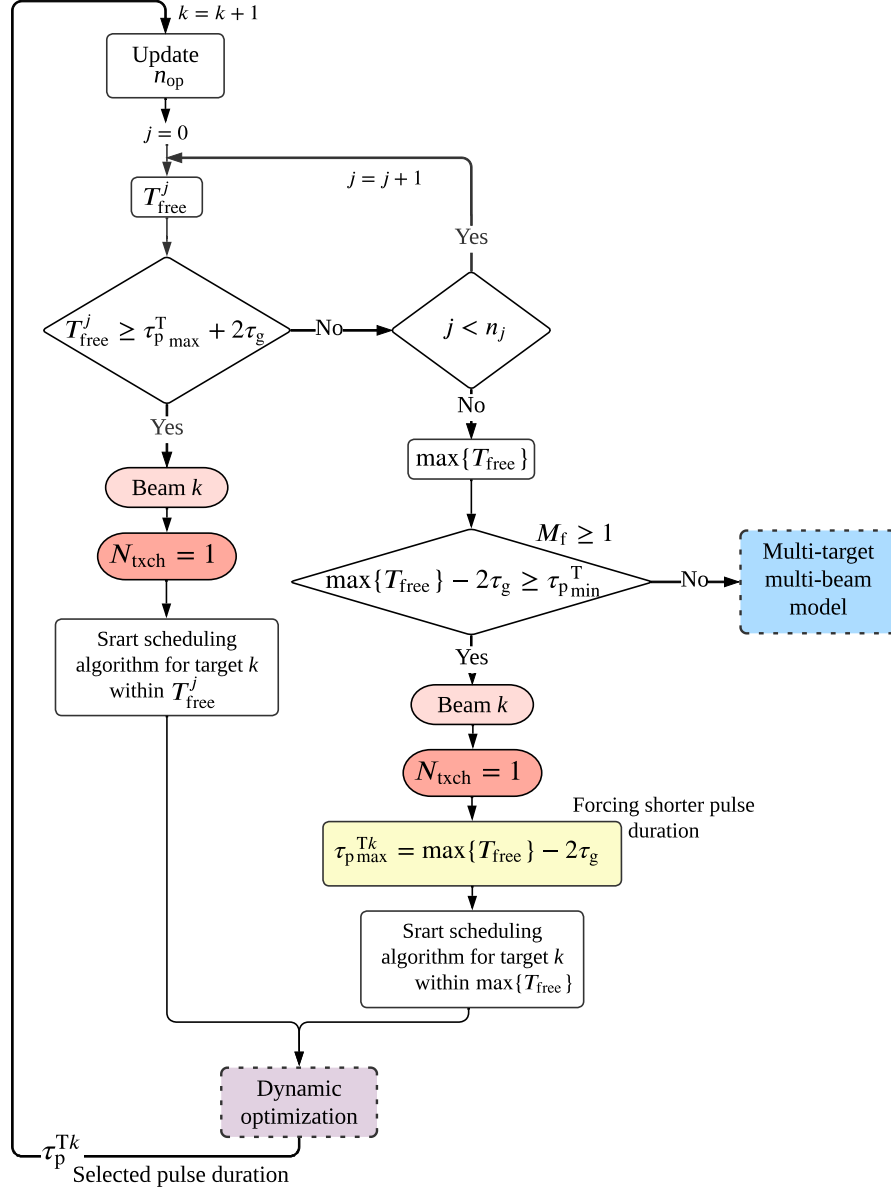 k = k + 1
Update
n_op
j = 0
j = j + 1
T_free^j
Yes
T_free^j ≥ τ_p^T_max + 2τ_g
No
j < n_j
No
Yes
max{T_free}
Beam k
M_f ≥ 1
N_txch = 1
max{T_free} − 2τ_g ≥ τ_p^T_min
No
Multi-target
multi-beam
model
Srart scheduling
algorithm for target k
within T_free^j
Yes
Beam k
N_txch = 1
Forcing shorter pulse
duration
τ_p^Tk_max = max{T_free} − 2τ_g
Srart scheduling
algorithm for target k
within max{T_free}
Dynamic
optimization
τ_p^Tk
Selected pulse duration